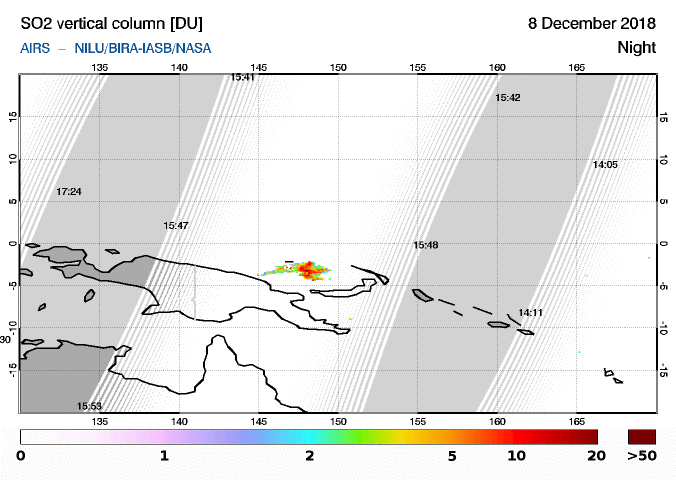 SO2 vertical column [DU]
8 December 2018
AIRS – NILU/BIRA-IASB/NASA
Night
135 140 145 150 155 160 165
15:41
15:42
15 15
14:05
10 10
17:24
5 5
15:47
15:48
0 0
-5 -5
14:11
-10 -10
30
-15 -15
15:53
135 140 145 150 155 160 165
0 1 2 5 10 20 >50